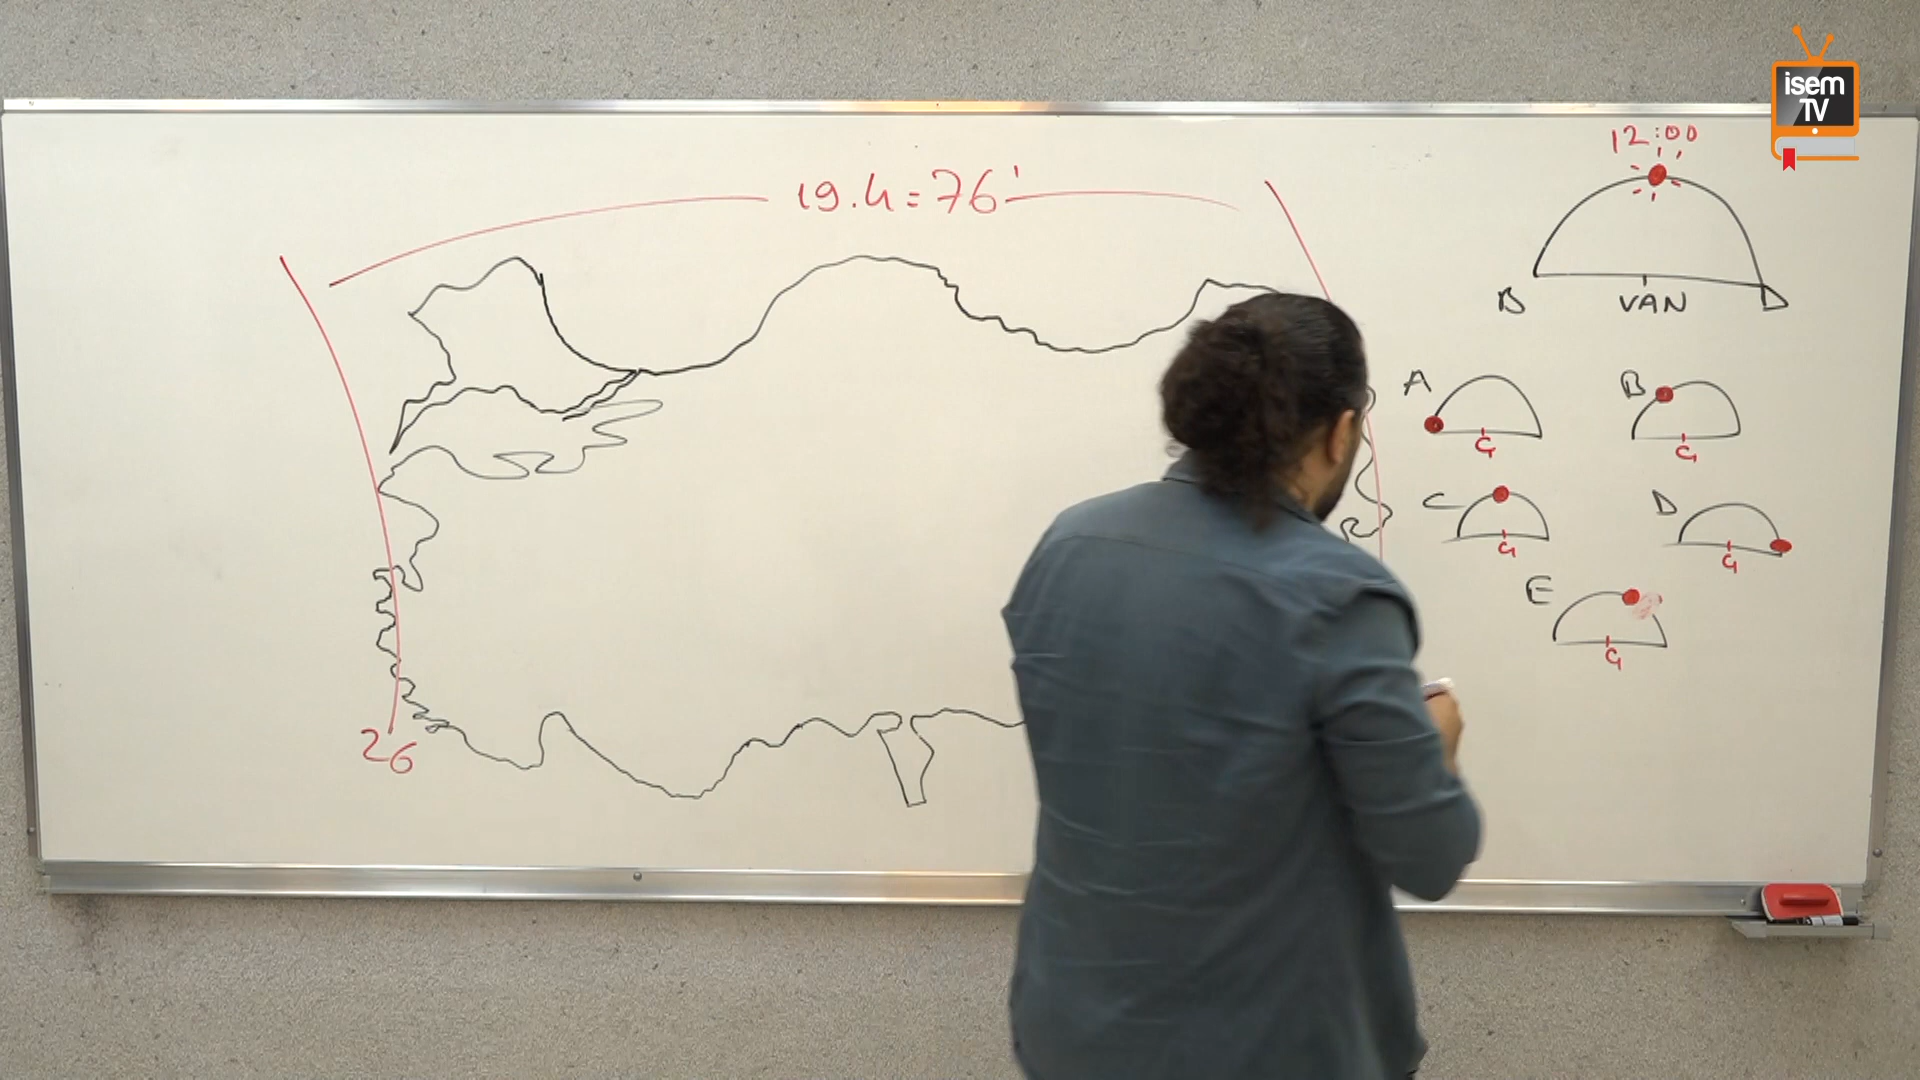 isem
TV
12:00
19.4=76'
B VAN D
A G
B G
C G
D G
E G
26